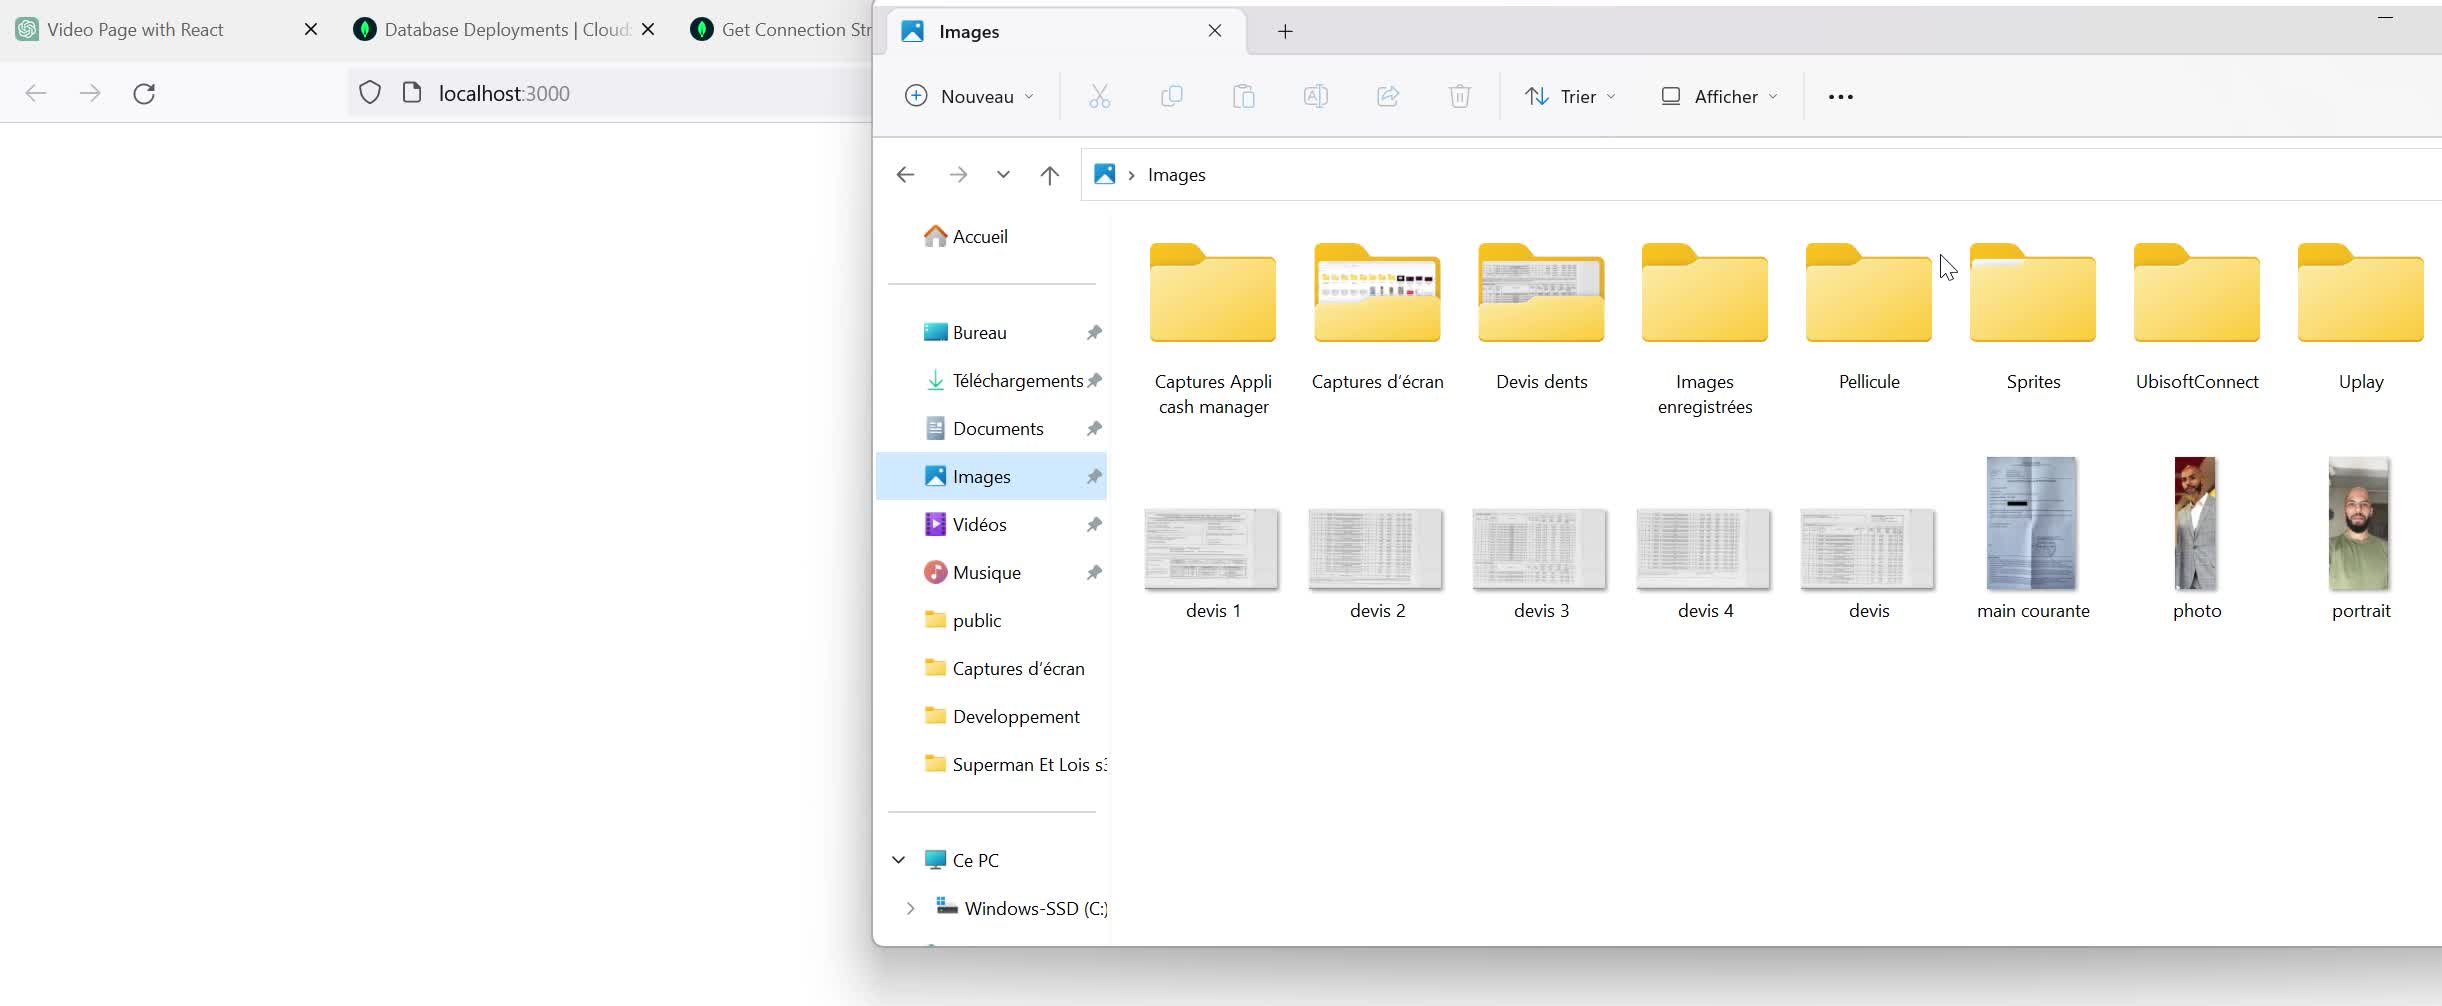 Video Page with React
Database Deployments | Cloud:
Get Connection Str
Images
localhost:3000
Nouveau
Trier
Afficher
Images
Accueil
Bureau
Téléchargements
Documents
Images
Vidéos
Musique
public
Captures d'écran
Developpement
Superman Et Lois s3
Ce PC
Windows-SSD (C:)
Captures Appli
cash manager
Captures d'écran
Devis dents
Images
enregistrées
Pellicule
Sprites
UbisoftConnect
Uplay
devis 1
devis 2
devis 3
devis 4
devis
main courante
photo
portrait